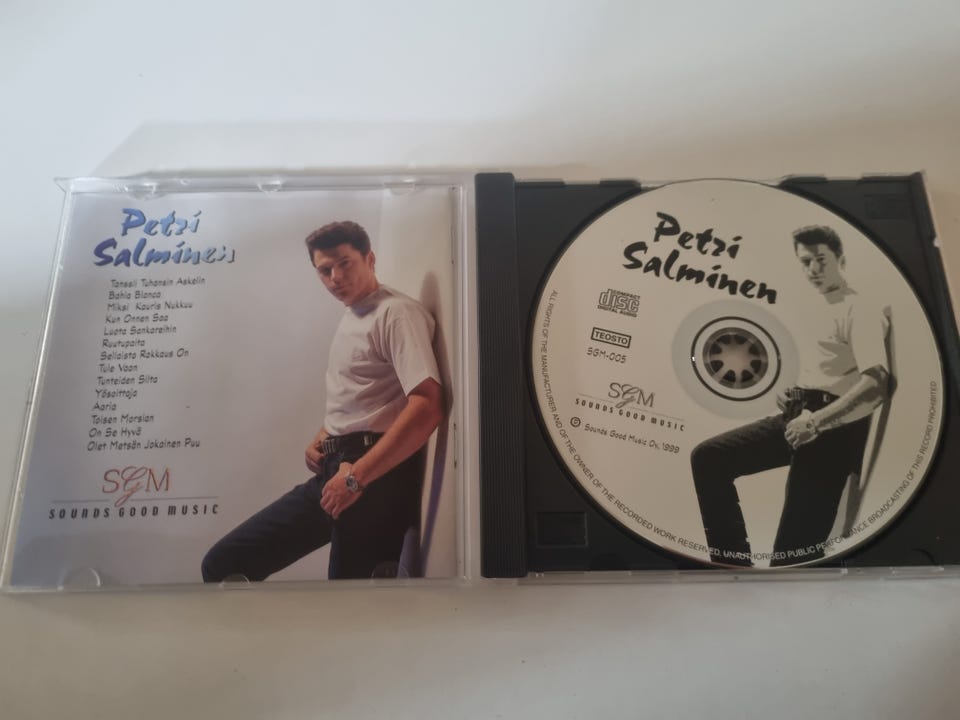 Petri
Salminen
Tanssii Tuhansin Askelin
Bahia Blanca
Miksi Kauris Nukkuu
Kun Onnen Saa
Luota Sankareihin
Ruutupaita
Sellaista Rakkaus On
Tule Vaan
Tunteiden Silta
Yösoittaja
Aaria
Toisen Morsian
On Se Hyvä
Olet Metsän Jokainen Puu
SGM
SOUNDS GOOD MUSIC
Petri
Salminen
COMPACT
disc
DIGITAL AUDIO
TEOSTO
SGM-005
SGM
SOUNDS GOOD MUSIC
© Sounds Good Music Oy, 1999
ALL RIGHTS OF THE MANUFACTURER AND OF THE OWNER OF THE RECORDED WORK RESERVED. UNAUTHORISED PUBLIC PERFORMANCE BROADCASTING OF THIS RECORD PROHIBITED